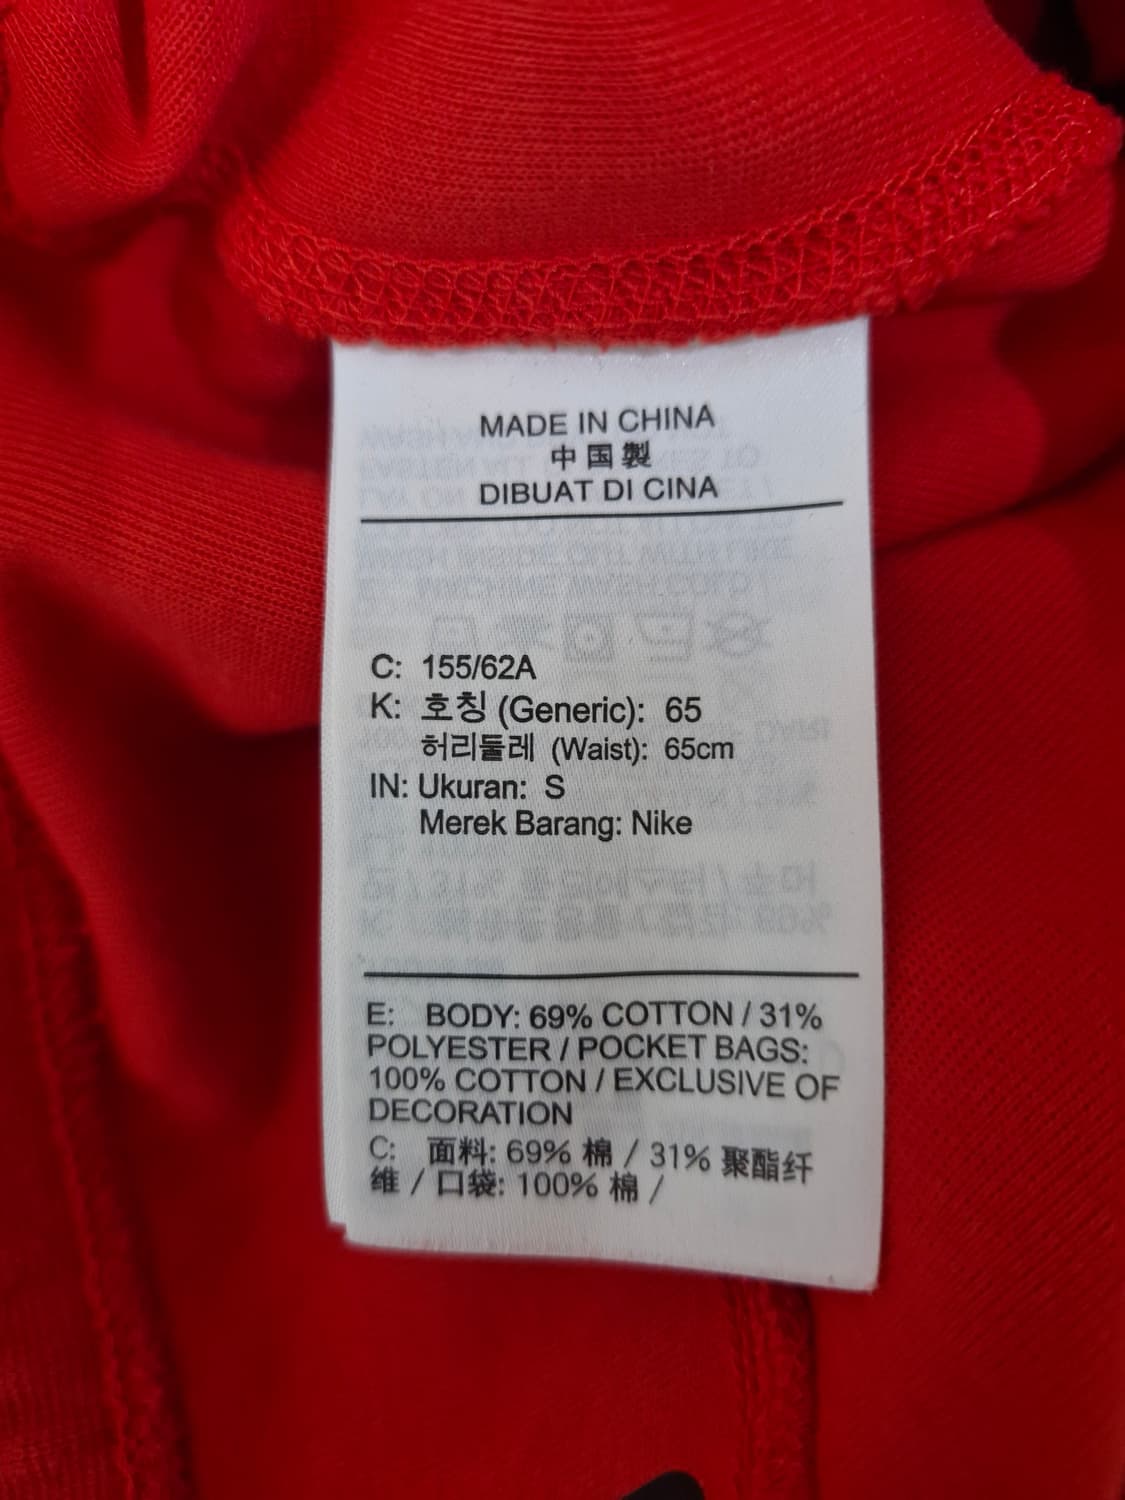 MADE IN CHINA
中国製
DIBUAT DI CINA
C: 155/62A
K: 호칭 (Generic): 65
허리둘레 (Waist): 65cm
IN: Ukuran: S
Merek Barang: Nike
E: BODY: 69% COTTON / 31%
POLYESTER / POCKET BAGS:
100% COTTON / EXCLUSIVE OF
DECORATION
C: 面料: 69% 棉 / 31% 聚酯纤
维 / 口袋: 100% 棉 /